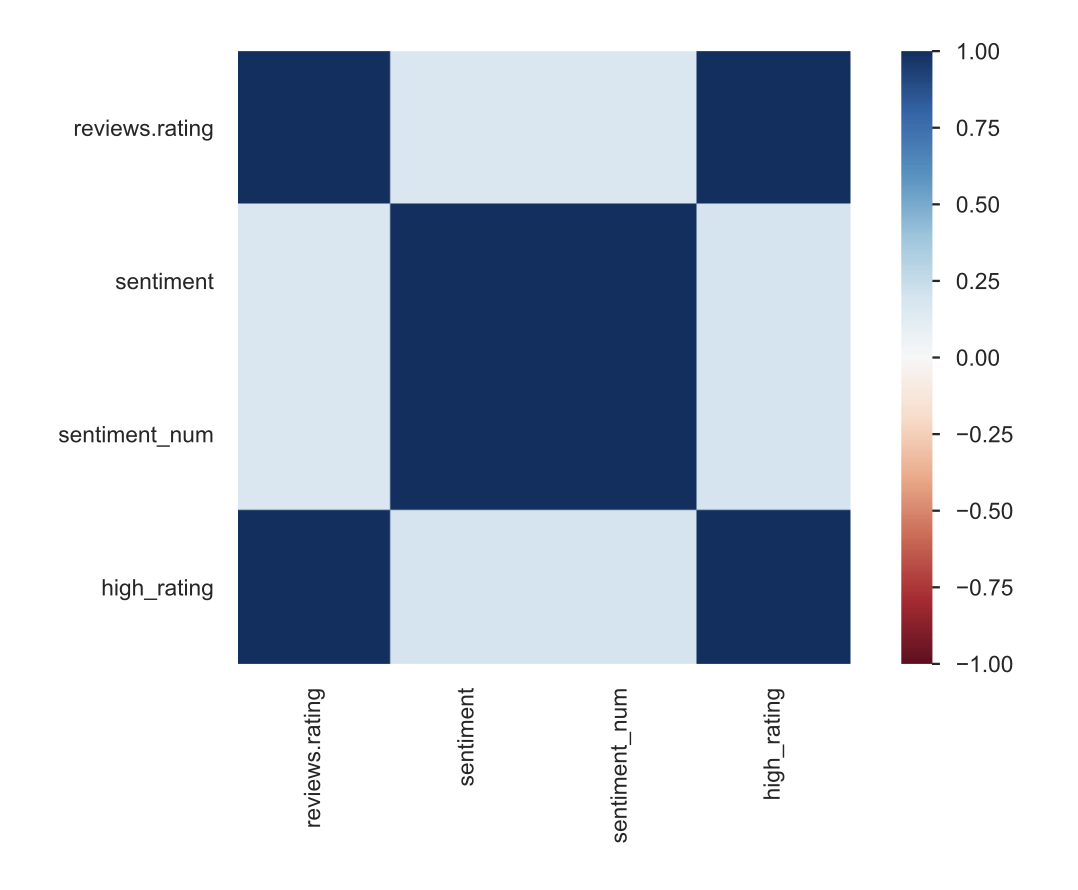 reviews.rating
sentiment
sentiment_num
high_rating
reviews.rating
sentiment
sentiment_num
high_rating
1.00
0.75
0.50
0.25
0.00
−0.25
−0.50
−0.75
−1.00